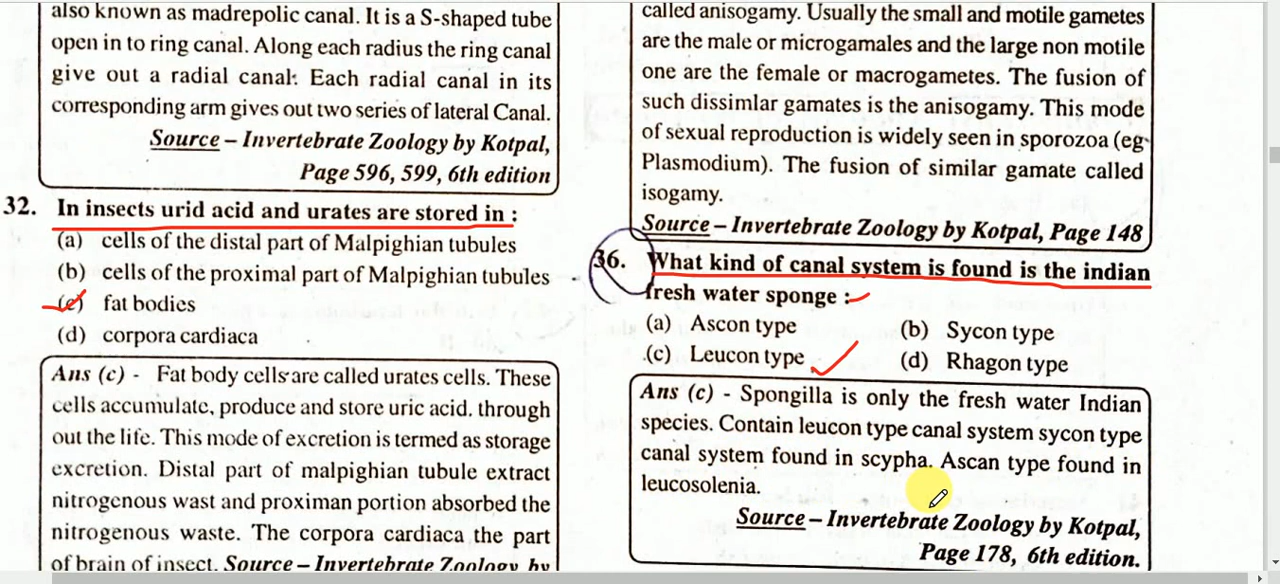 also known as madrepolic canal. It is a S-shaped tube
open in to ring canal. Along each radius the ring canal
give out a radial canal: Each radial canal in its
corresponding arm gives out two series of lateral Canal.
Source – Invertebrate Zoology by Kotpal,
Page 596, 599, 6th edition
32. In insects urid acid and urates are stored in :
(a) cells of the distal part of Malpighian tubules
(b) cells of the proximal part of Malpighian tubules
(c) fat bodies
(d) corpora cardiaca
Ans (c) - Fat body cells are called urates cells. These
cells accumulate, produce and store uric acid. through
out the life. This mode of excretion is termed as storage
excretion. Distal part of malpighian tubule extract
nitrogenous wast and proximan portion absorbed the
nitrogenous waste. The corpora cardiaca the part
of brain of insect. Source – Invertebrate Zoology by
called anisogamy. Usually the small and motile gametes
are the male or microgamales and the large non motile
one are the female or macrogametes. The fusion of
such dissimlar gamates is the anisogamy. This mode
of sexual reproduction is widely seen in sporozoa (eg
Plasmodium). The fusion of similar gamate called
isogamy.
Source – Invertebrate Zoology by Kotpal, Page 148
36. What kind of canal system is found is the indian
fresh water sponge :
(a) Ascon type (b) Sycon type
(c) Leucon type (d) Rhagon type
Ans (c) - Spongilla is only the fresh water Indian
species. Contain leucon type canal system sycon type
canal system found in scypha. Ascan type found in
leucosolenia.
Source – Invertebrate Zoology by Kotpal,
Page 178, 6th edition.